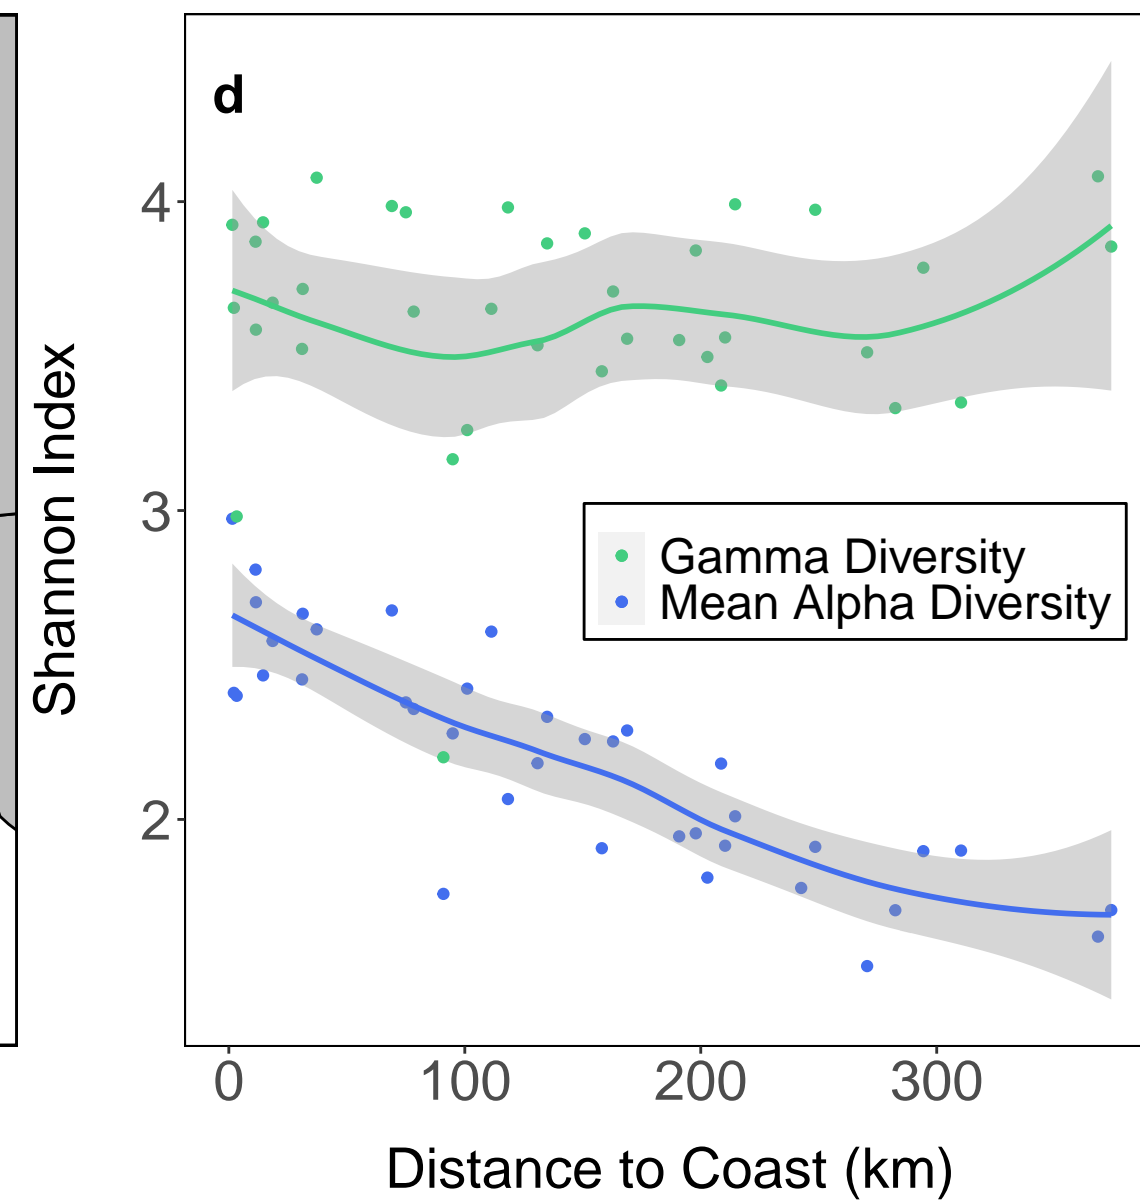 d
4
3
2
Shannon Index
Gamma Diversity
Mean Alpha Diversity
0 100 200 300
Distance to Coast (km)